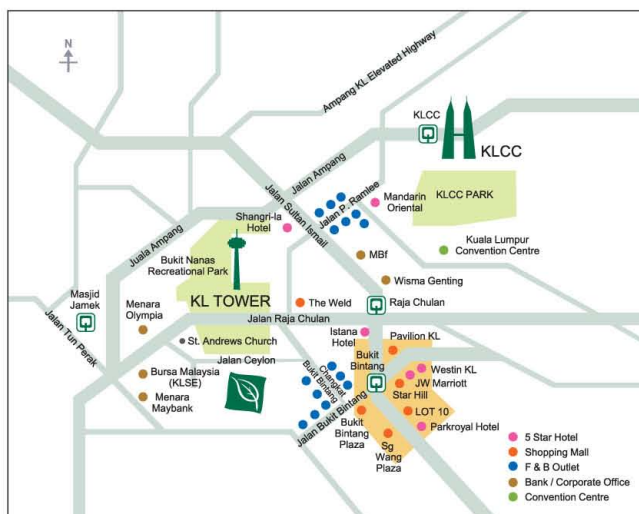 N
Ampang KL Elevated Highway
KLCC
KLCC
Jalan Ampang
KLCC PARK
Mandarin
Oriental
Jalan P. Ramlee
Jalan Sultan Ismail
Shangri-la
Hotel
Juala Ampang
Bukit Nanas
Recreational Park
KL TOWER
Kuala Lumpur
Convention Centre
MBf
Wisma Genting
Masjid
Jamek
Menara
Olympia
The Weld
Raja Chulan
Jalan Raja Chulan
Jalan Tun Perak
St. Andrews Church
Istana
Hotel
Pavilion KL
Jalan Ceylon
Bukit
Bintang
Bursa Malaysia
(KLSE)
Menara
Maybank
Changkat
Bukit Bintang
Westin KL
JW Marriott
Star Hill
LOT 10
Jalan Bukit Bintang
Bukit
Bintang
Plaza
Parkroyal Hotel
Sg
Wang
Plaza
5 Star Hotel
Shopping Mall
F & B Outlet
Bank / Corporate Office
Convention Centre